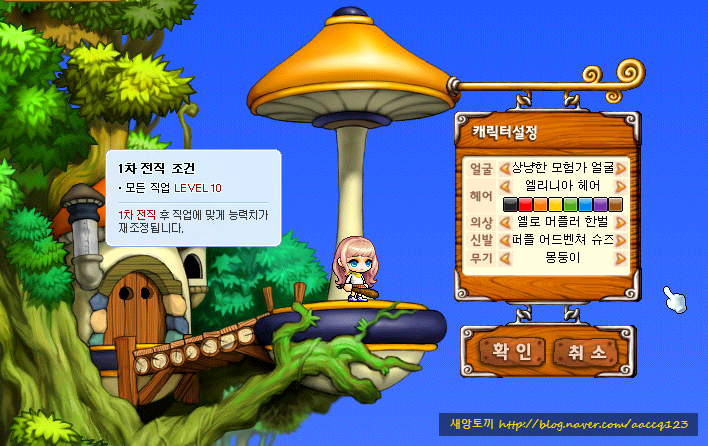 1차 전직 조건
· 모든 직업 LEVEL 10
1차 전직 후 직업에 맞게 능력치가
재조정됩니다.
캐릭터설정
얼굴 상냥한 모험가 얼굴
헤어 엘리니아 헤어
의상 옐로 머플러 한벌
신발 퍼플 어드벤쳐 슈즈
무기 몽둥이
확인 취소
새앙토끼 http://blog.naver.com/aaccq123